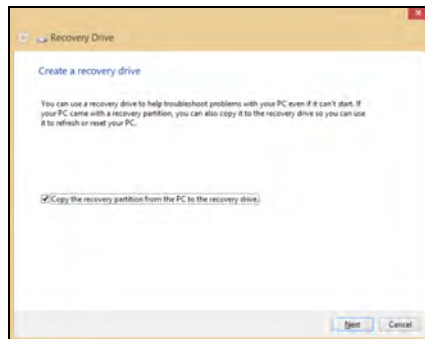 Recovery Drive
Create a recovery drive
You can use a recovery drive to help troubleshoot problems with your PC even if it can't start. If
your PC came with a recovery partition, you can also copy it to the recovery drive so you can use
it to refresh or reset your PC.
Copy the recovery partition from the PC to the recovery drive.
Next Cancel